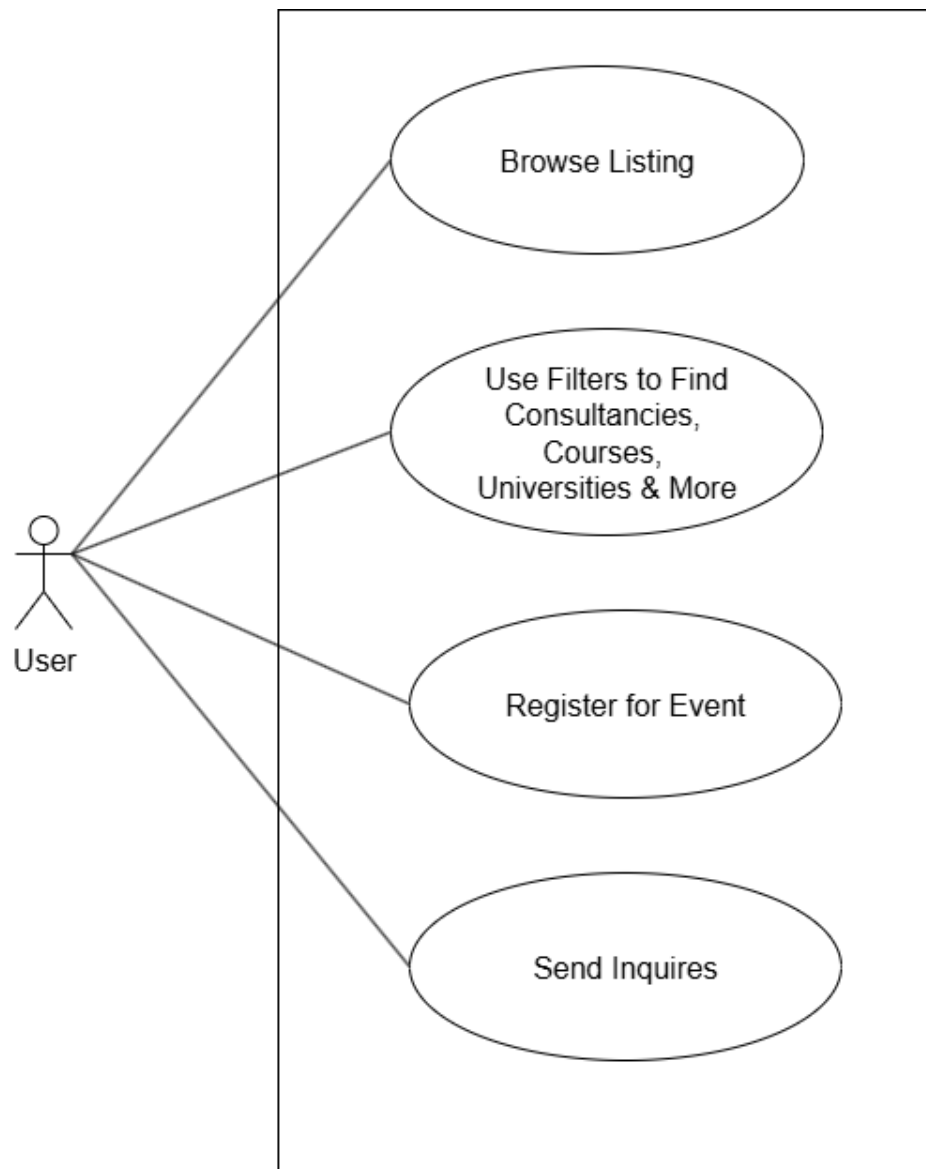 Browse Listing
Use Filters to Find
Consultancies,
Courses,
Universities & More
User
Register for Event
Send Inquires